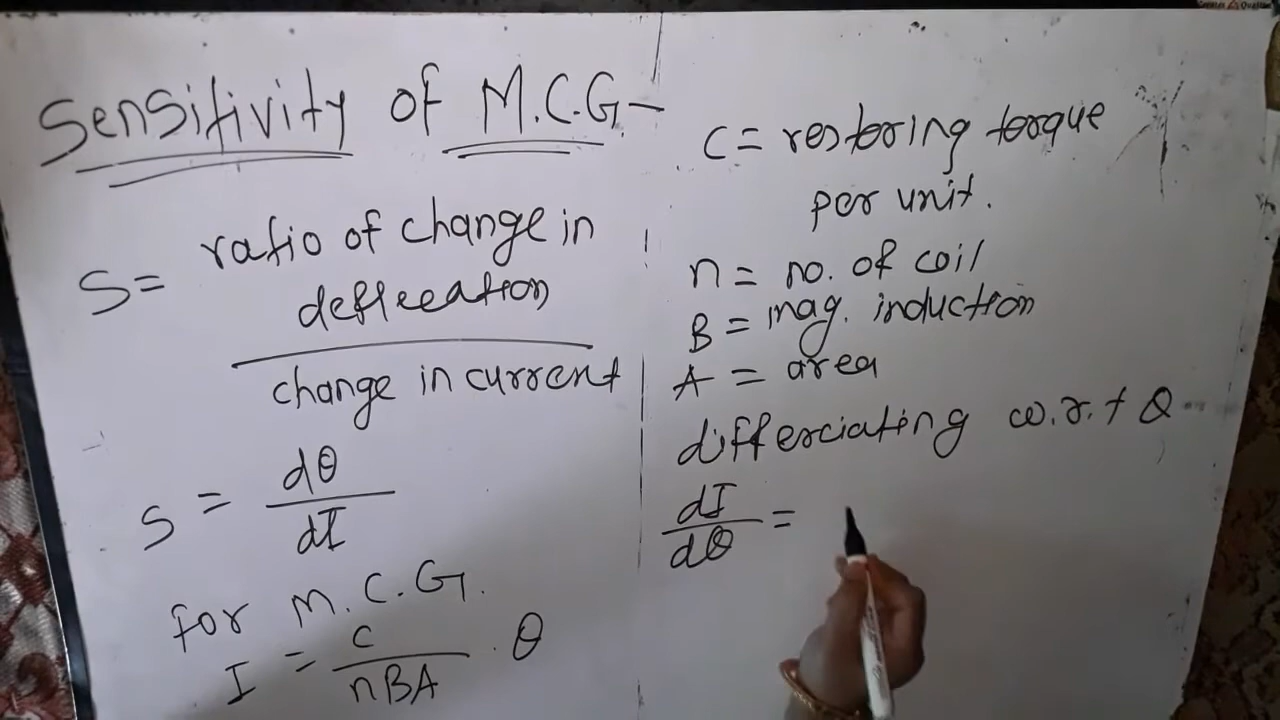 Sensitivity of M.C.G.-
S = ratio of change in
defleeation
change in current
S = dθ
dI
for M.C.G.
I = C . θ
nBA
C = restoring torque
per unit.
n = no. of coil
B = mag. induction
A = area
differciating w.r.t θ
dI =
dθ